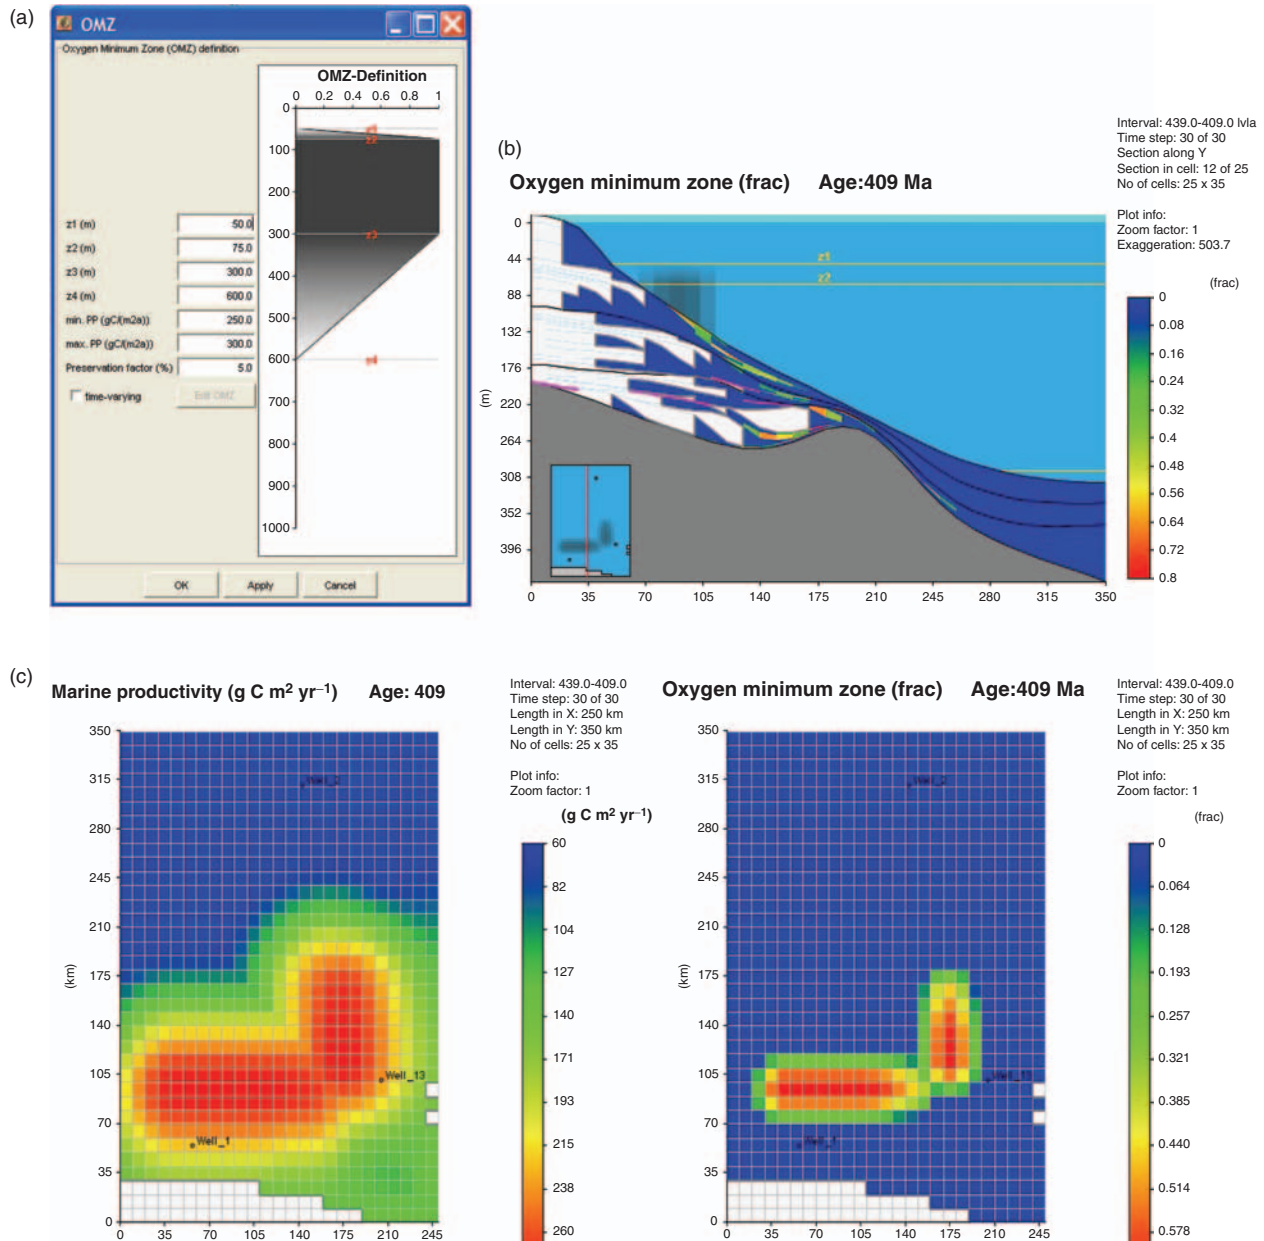 (a)
OMZ
Oxygen Minimum Zone (OMZ) definition
OMZ-Definition
0 0.2 0.4 0.6 0.8 1
0
100
200
300
400
500
600
700
800
900
1000
z1
z2
z3
z4
z1 (m) 50.0
z2 (m) 75.0
z3 (m) 300.0
z4 (m) 600.0
min. PP (gC/(m2a)) 250.0
max. PP (gC/(m2a)) 300.0
Preservation factor (%) 5.0
time-varying Edit OMZ
OK Apply Cancel
(b)
Oxygen minimum zone (frac) Age:409 Ma
Interval: 439.0-409.0 lvla
Time step: 30 of 30
Section along Y
Section in cell: 12 of 25
No of cells: 25 x 35
Plot info:
Zoom factor: 1
Exaggeration: 503.7
(frac)
0
0.08
0.16
0.24
0.32
0.4
0.48
0.56
0.64
0.72
0.8
z1
z2
(m)
0
44
88
132
176
220
264
308
352
396
0 35 70 105 140 175 210 245 280 315 350
(c)
Marine productivity (g C m² yr⁻¹) Age: 409
Interval: 439.0-409.0
Time step: 30 of 30
Length in X: 250 km
Length in Y: 350 km
No of cells: 25 x 35
Plot info:
Zoom factor: 1
(g C m² yr⁻¹)
60
82
104
127
140
171
193
215
238
260
(km)
350
315
280
245
210
175
140
105
70
35
0
0 35 70 105 140 175 210 245
Well_2
Well_13
Well_1
Oxygen minimum zone (frac) Age:409 Ma
Interval: 439.0-409.0
Time step: 30 of 30
Length in X: 250 km
Length in Y: 350 km
No of cells: 25 x 35
Plot info:
Zoom factor: 1
(frac)
0
0.064
0.128
0.193
0.257
0.321
0.385
0.440
0.514
0.578
(km)
350
315
280
245
210
175
140
105
70
35
0
0 35 70 105 140 175 210 245
Well_2
Well_13
Well_1